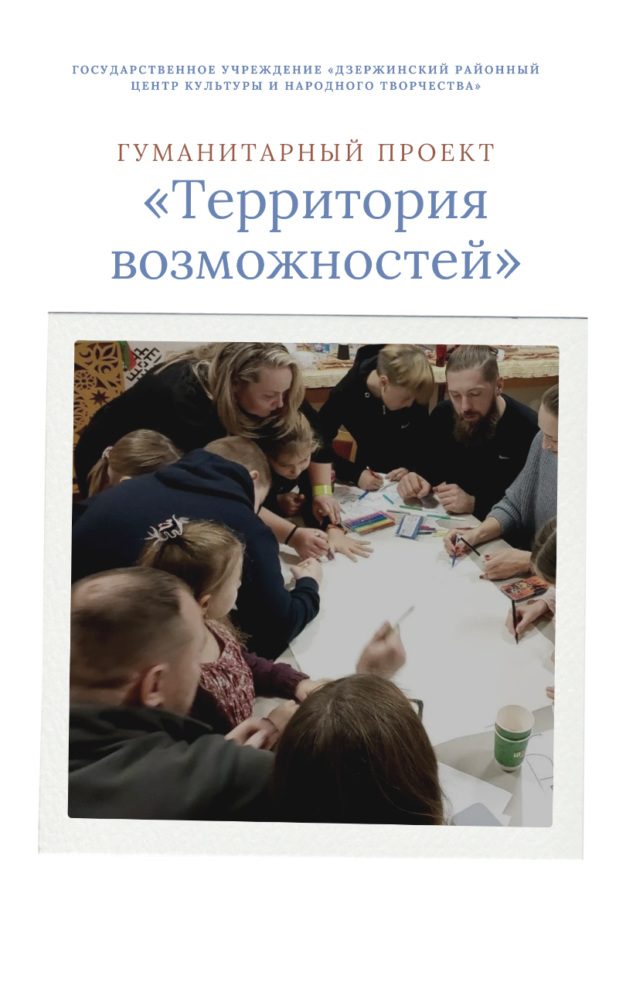 ГОСУДАРСТВЕННОЕ УЧРЕЖДЕНИЕ «ДЗЕРЖИНСКИЙ РАЙОННЫЙ
ЦЕНТР КУЛЬТУРЫ И НАРОДНОГО ТВОРЧЕСТВА»
ГУМАНИТАРНЫЙ ПРОЕКТ
«Территория
возможностей»